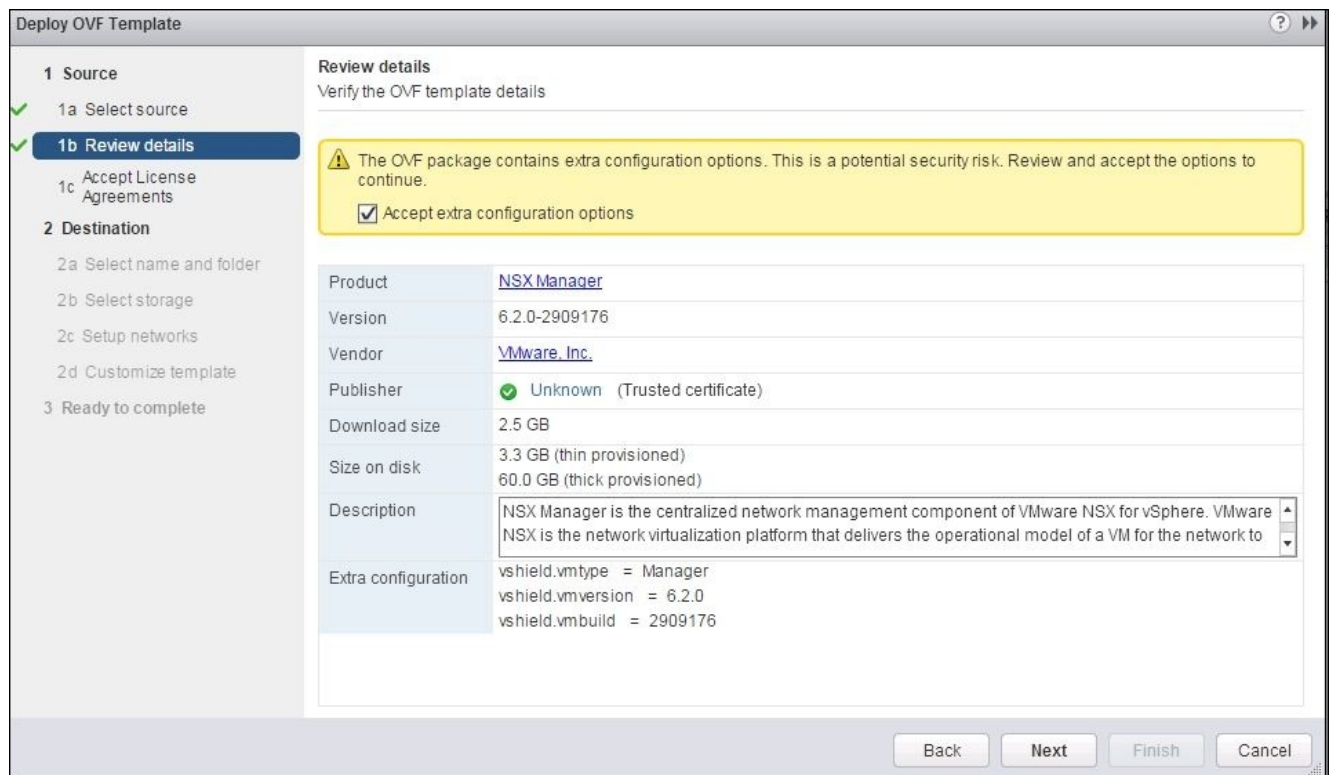 Deploy OVF Template
1 Source
1a Select source
1b Review details
1c Accept License
Agreements
2 Destination
2a Select name and folder
2b Select storage
2c Setup networks
2d Customize template
3 Ready to complete
Review details
Verify the OVF template details
The OVF package contains extra configuration options. This is a potential security risk. Review and accept the options to
continue.
Accept extra configuration options
Product NSX Manager
Version 6.2.0-2909176
Vendor VMware, Inc.
Publisher Unknown (Trusted certificate)
Download size 2.5 GB
Size on disk 3.3 GB (thin provisioned)
60.0 GB (thick provisioned)
Description NSX Manager is the centralized network management component of VMware NSX for vSphere. VMware
NSX is the network virtualization platform that delivers the operational model of a VM for the network to
Extra configuration vshield.vmtype = Manager
vshield.vmversion = 6.2.0
vshield.vmbuild = 2909176
Back Next Finish Cancel